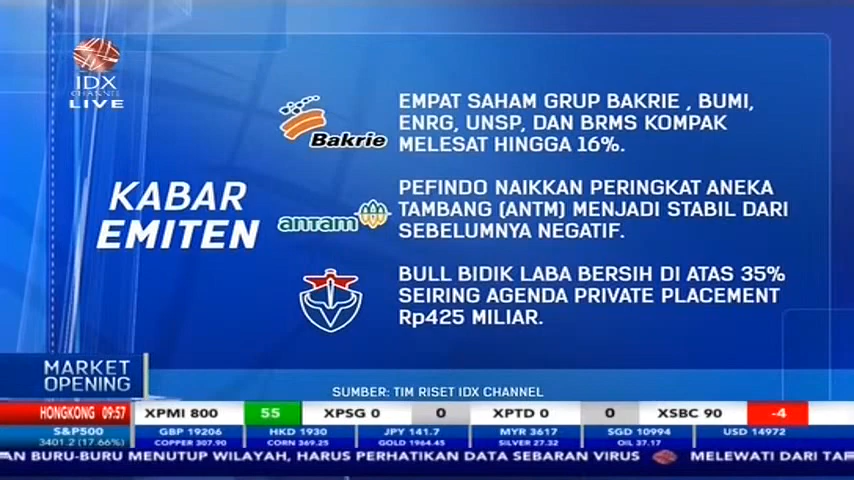 IDX
CHANNEL
LIVE
KABAR
EMITEN
Bakrie
EMPAT SAHAM GRUP BAKRIE , BUMI,
ENRG, UNSP, DAN BRMS KOMPAK
MELESAT HINGGA 16%.
antam
PEFINDO NAIKKAN PERINGKAT ANEKA
TAMBANG (ANTM) MENJADI STABIL DARI
SEBELUMNYA NEGATIF.
BULL BIDIK LABA BERSIH DI ATAS 35%
SEIRING AGENDA PRIVATE PLACEMENT
Rp425 MILIAR.
MARKET
OPENING
SUMBER: TIM RISET IDX CHANNEL
HONGKONG 09:57 XPMI 800 55 XPSG 0 0 XPTD 0 0 XSBC 90 -4
S&P500 GBP 19206 HKD 1930 JPY 141.7 MYR 3617 SGD 10994 USD 14972
3401.2 (17.66%) COPPER 307.90 CORN 369.25 GOLD 1964.45 SILVER 27.32 OIL 37.17
AN BURU-BURU MENUTUP WILAYAH, HARUS PERHATIKAN DATA SEBARAN VIRUS MELEWATI DARI TAR